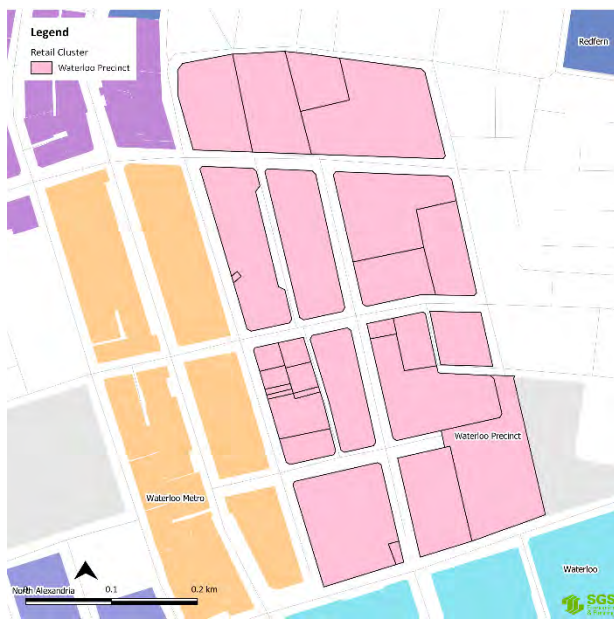 Legend
Retail Cluster
Waterloo Precinct
Redfern
Waterloo Precinct
Waterloo Metro
Waterloo
North Alexandria
0.1
0.2 km
SGS